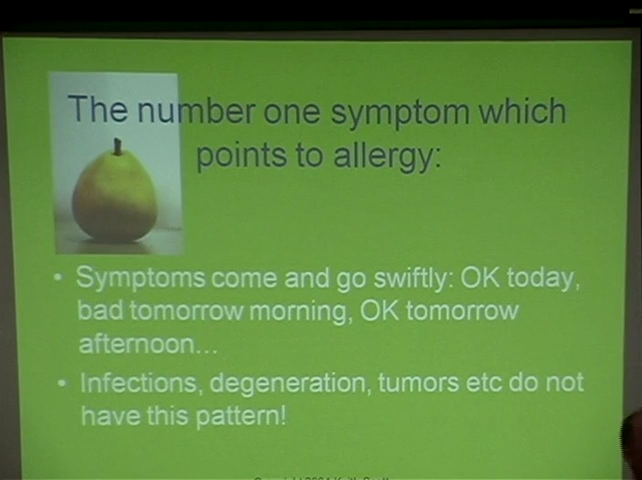 The number one symptom which
points to allergy:
• Symptoms come and go swiftly: OK today,
bad tomorrow morning, OK tomorrow
afternoon...
• Infections, degeneration, tumors etc do not
have this pattern!